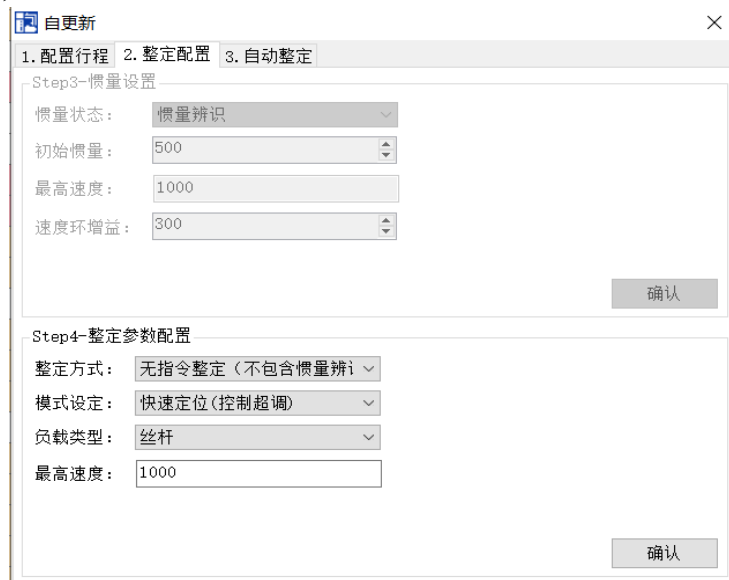 自更新
1.配置行程 2.整定配置 3.自动整定
Step3-惯量设置
惯量状态： 惯量辨识
初始惯量： 500
最高速度： 1000
速度环增益： 300
确认
Step4-整定参数配置
整定方式： 无指令整定（不包含惯量辨
模式设定： 快速定位(控制超调)
负载类型： 丝杆
最高速度： 1000
确认